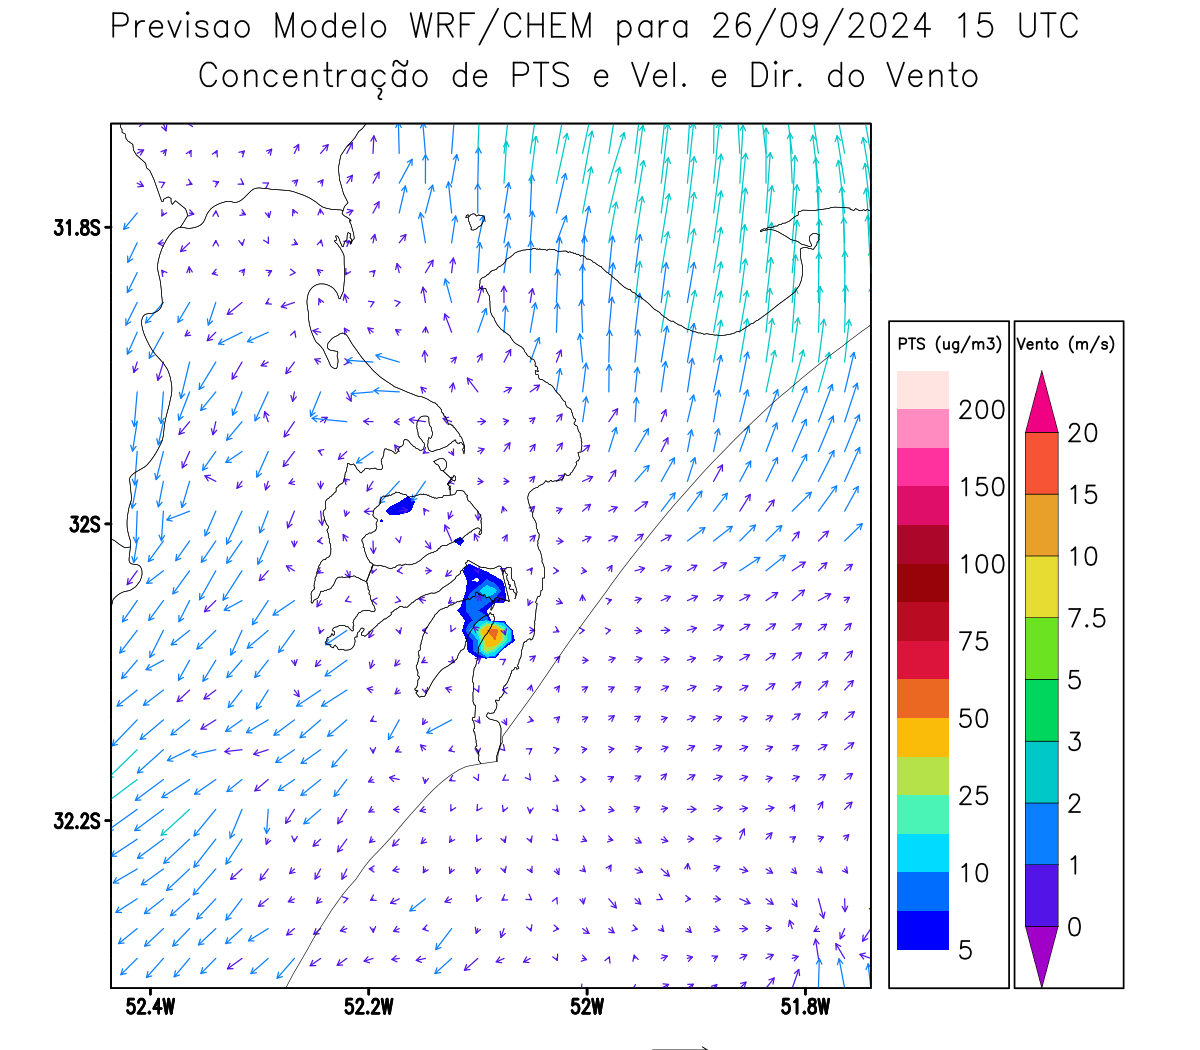 Previsao Modelo WRF/CHEM para 26/09/2024 15 UTC
Concentração de PTS e Vel. e Dir. do Vento
31.8S
32S
32.2S
52.4W
52.2W
52W
51.8W
PTS (ug/m3)
200
150
100
75
50
25
10
5
Vento (m/s)
20
15
10
7.5
5
3
2
1
0